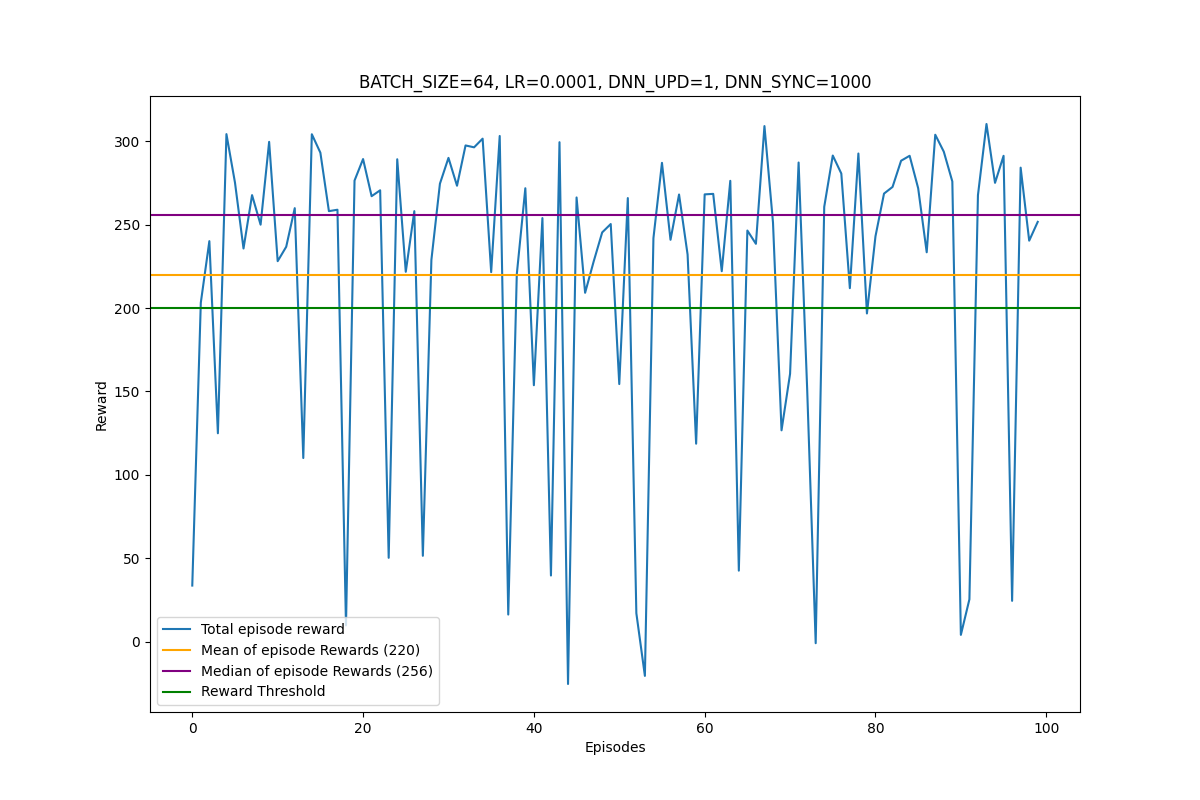 BATCH_SIZE=64, LR=0.0001, DNN_UPD=1, DNN_SYNC=1000
300
250
200
150
100
50
0
Reward
Total episode reward
Mean of episode Rewards (220)
Median of episode Rewards (256)
Reward Threshold
0 20 40 60 80 100
Episodes